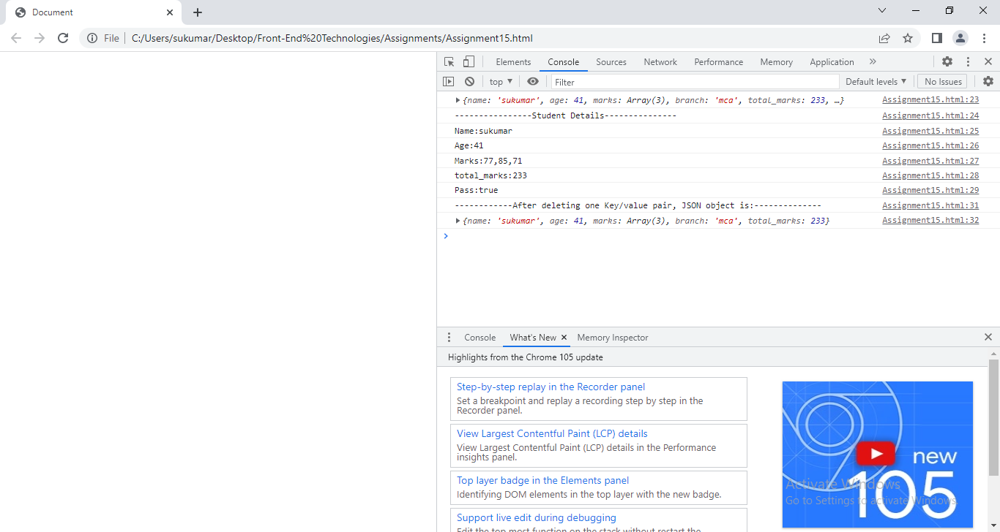 Document
File C:/Users/sukumar/Desktop/Front-End%20Technologies/Assignments/Assignment15.html
Elements Console Sources Network Performance Memory Application
top Filter Default levels No Issues
{name: 'sukumar', age: 41, marks: Array(3), branch: 'mca', total_marks: 233, …} Assignment15.html:23
----------------Student Details--------------- Assignment15.html:24
Name:sukumar Assignment15.html:25
Age:41 Assignment15.html:26
Marks:77,85,71 Assignment15.html:27
total_marks:233 Assignment15.html:28
Pass:true Assignment15.html:29
------------After deleting one Key/value pair, JSON object is:-------------- Assignment15.html:31
{name: 'sukumar', age: 41, marks: Array(3), branch: 'mca', total_marks: 233} Assignment15.html:32
Console What's New Memory Inspector
Highlights from the Chrome 105 update
Step-by-step replay in the Recorder panel
Set a breakpoint and replay a recording step by step in the
Recorder panel.
View Largest Contentful Paint (LCP) details
View Largest Contentful Paint (LCP) details in the Performance
insights panel.
Top layer badge in the Elements panel
Identifying DOM elements in the top layer with the new badge.
Support live edit during debugging
Edit the top most function on the stack without restart the
new
105
Activate Windows
Go to Settings to activate Windows.